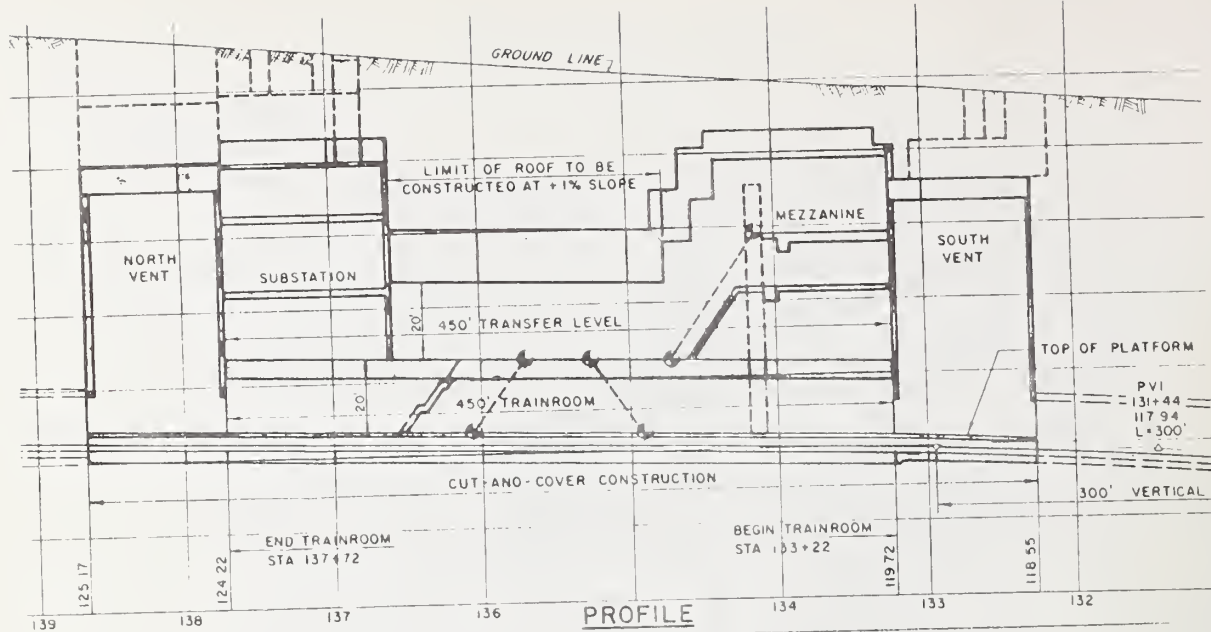 GROUND LINE
LIMIT OF ROOF TO BE
CONSTRUCTED AT +1% SLOPE
MEZZANINE
NORTH
VENT
SUBSTATION
SOUTH
VENT
20'
450' TRANSFER LEVEL
TOP OF PLATFORM
20'
450' TRAINROOM
PVI
131+44
117.94
L=300'
CUT-AND-COVER CONSTRUCTION
300' VERTICAL
END TRAINROOM
STA 137+72
BEGIN TRAINROOM
STA 133+22
125.17
124.22
119.72
118.55
139
138
137
136
134
133
132
PROFILE